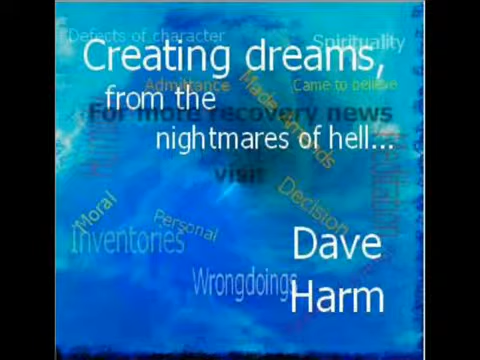 Defects of character
Spirituality
Creating dreams,
Admittance
Came to believe
from the
Made Amends
For more recovery news
nightmares of hell...
visit
Decision
Moral
Personal
Inventories
Dave
Wrongdoings
Harm